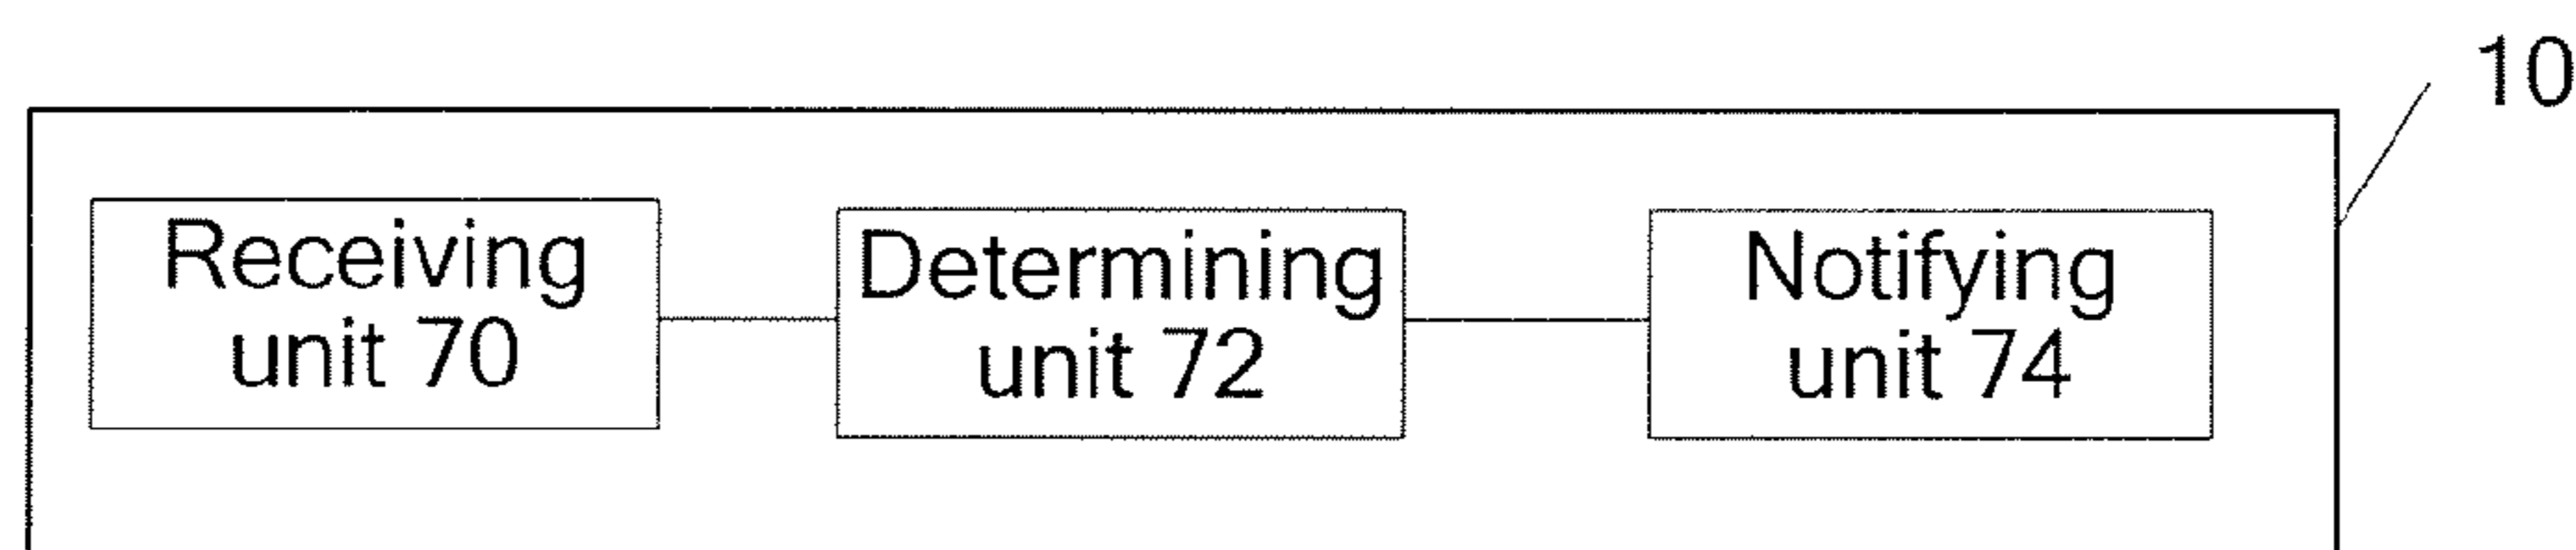 10
Receiving
unit 70
Determining
unit 72
Notifying
unit 74